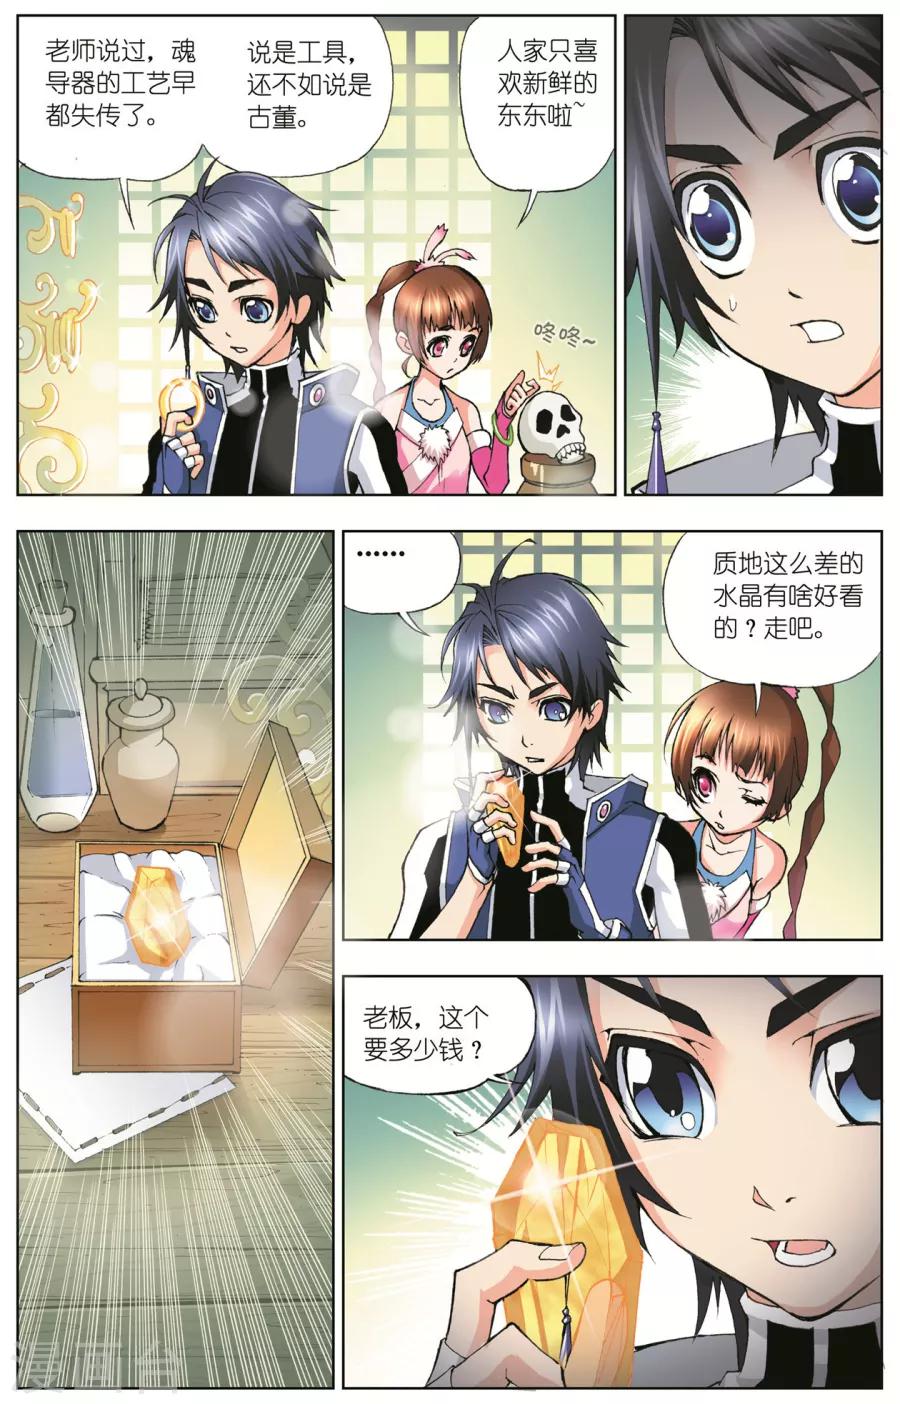 老师说过，魂
导器的工艺早
都失传了。
说是工具，
还不如说是
古董。
人家只喜
欢新鲜的
东东啦~
咚咚~
……
质地这么差的
水晶有啥好看
的？走吧。
老板，这个
要多少钱？
漫画台